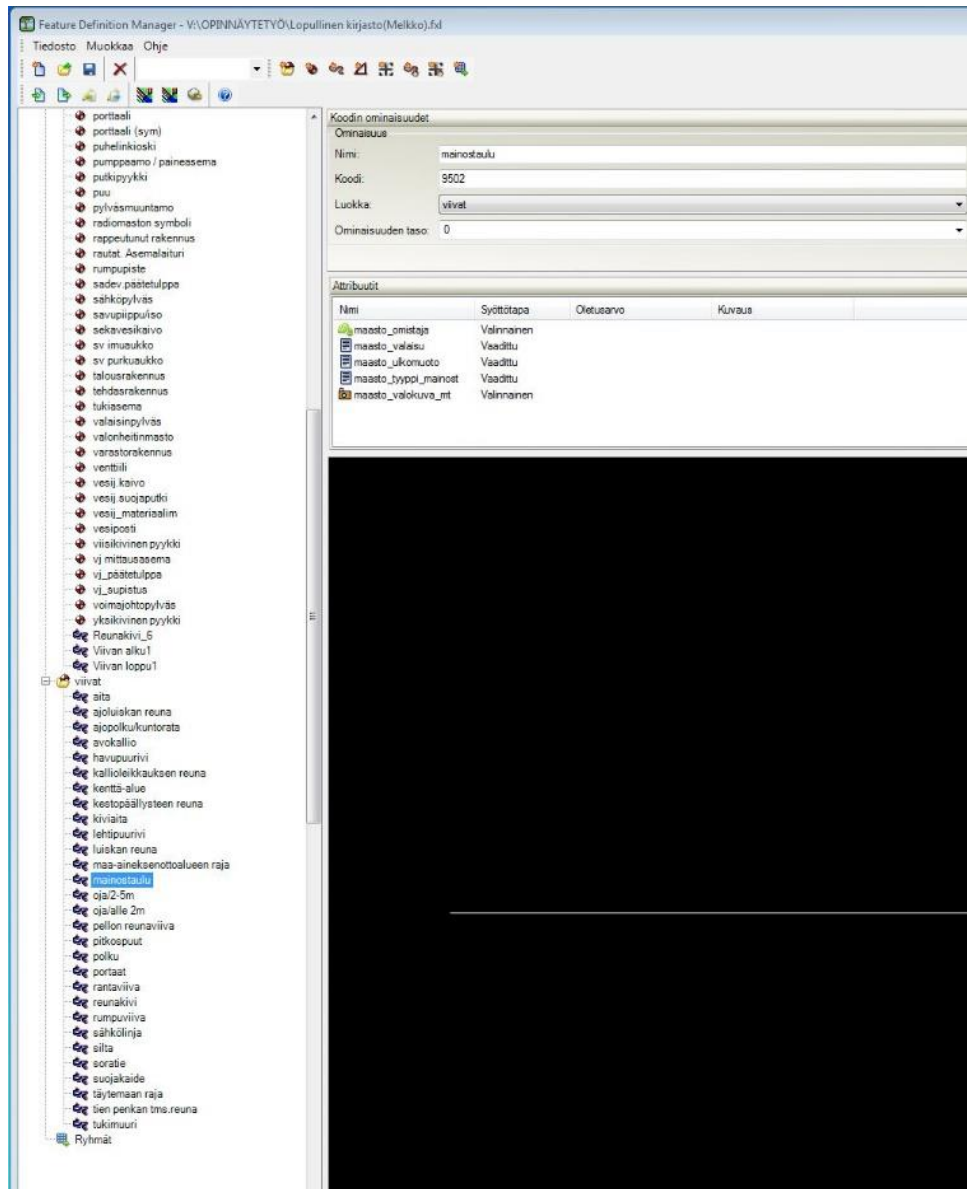 Feature Definition Manager - V:\OPINNÄYTETYÖ\Lopullinen kirjasto(Melkko).fxl
Tiedosto Muokkaa Ohje
porttaali
porttaali (sym)
puhelinkioski
pumppaamo / paineasema
putkipyykki
puu
pylväsmuuntamo
radiomaston symboli
rappeutunut rakennus
rautat. Asemalaituri
rumpupiste
sadev.päätetulppa
sähköpylväs
savupiippu/iso
sekavesikaivo
sv imuaukko
sv purkuaukko
talousrakennus
tehdasrakennus
tukiasema
valaisinpylväs
valonheitinmasto
varastorakennus
venttiili
vesij.kaivo
vesij.suojaputki
vesij_materiaalim
vesiposti
viisikivinen pyykki
vj mittausasema
vj_päätetulppa
vj_supistus
voimajohtopylväs
yksikivinen pyykki
Reunakivi_6
Viivan alku1
Viivan loppu1
viivat
aita
ajoluiskan reuna
ajopolku/kuntorata
avokallio
havupuurivi
kallioleikkauksen reuna
kenttä-alue
kestopäällysteen reuna
kiviaita
lehtipuurivi
luiskan reuna
maa-aineksenottoalueen raja
mainostaulu
oja/2-5m
oja/alle 2m
pellon reunaviiva
pitkospuut
polku
portaat
rantaviiva
reunakivi
rumpuviiva
sähkölinja
silta
soratie
suojakaide
täytemaan raja
tien penkan tms.reuna
tukimuuri
Ryhmät
Koodin ominaisuudet
Ominaisuus
Nimi: mainostaulu
Koodi: 9502
Luokka: viivat
Ominaisuuden taso: 0
Attribuutit
Nimi Syöttötapa Oletusarvo Kuvaus
maasto_omistaja Valinnainen
maasto_valaisu Vaadittu
maasto_ulkomuoto Vaadittu
maasto_tyyppi_mainost Vaadittu
maasto_valokuva_mt Valinnainen